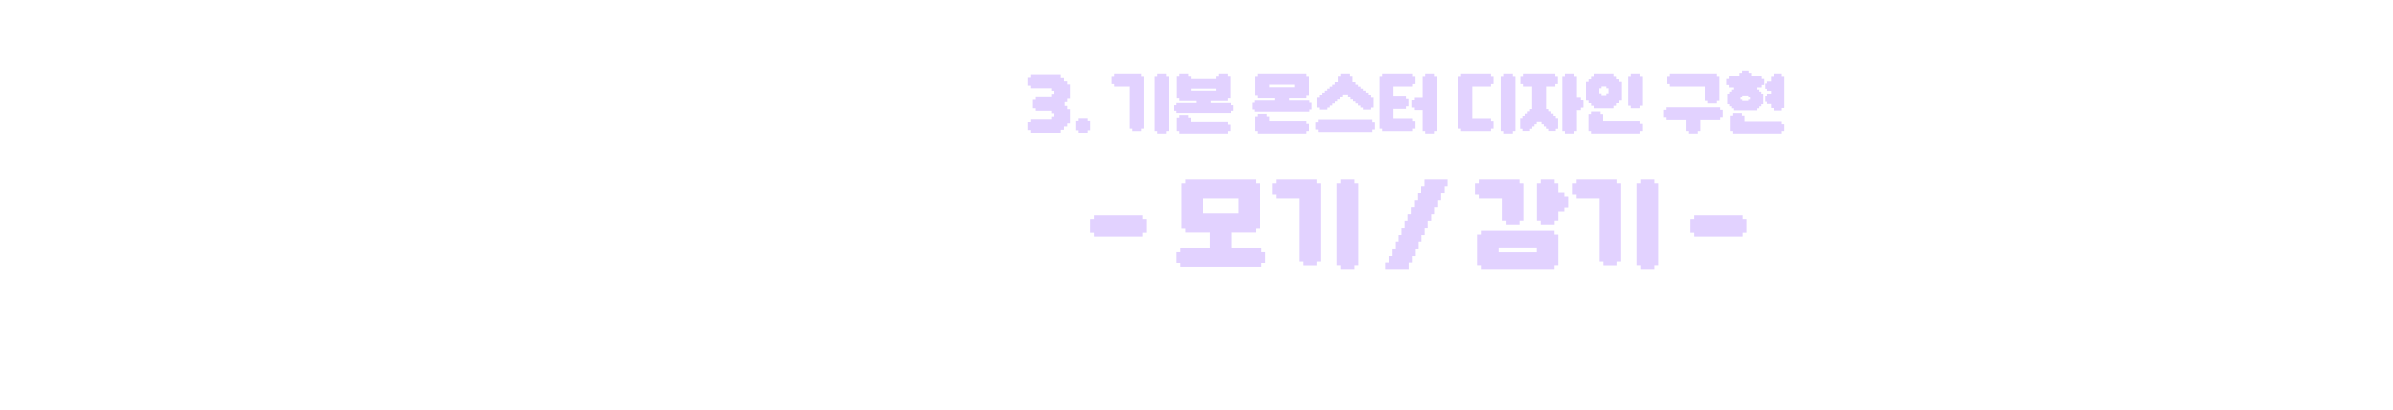 3. 기본 몬스터 디자인 구현
- 모기 / 감기 -